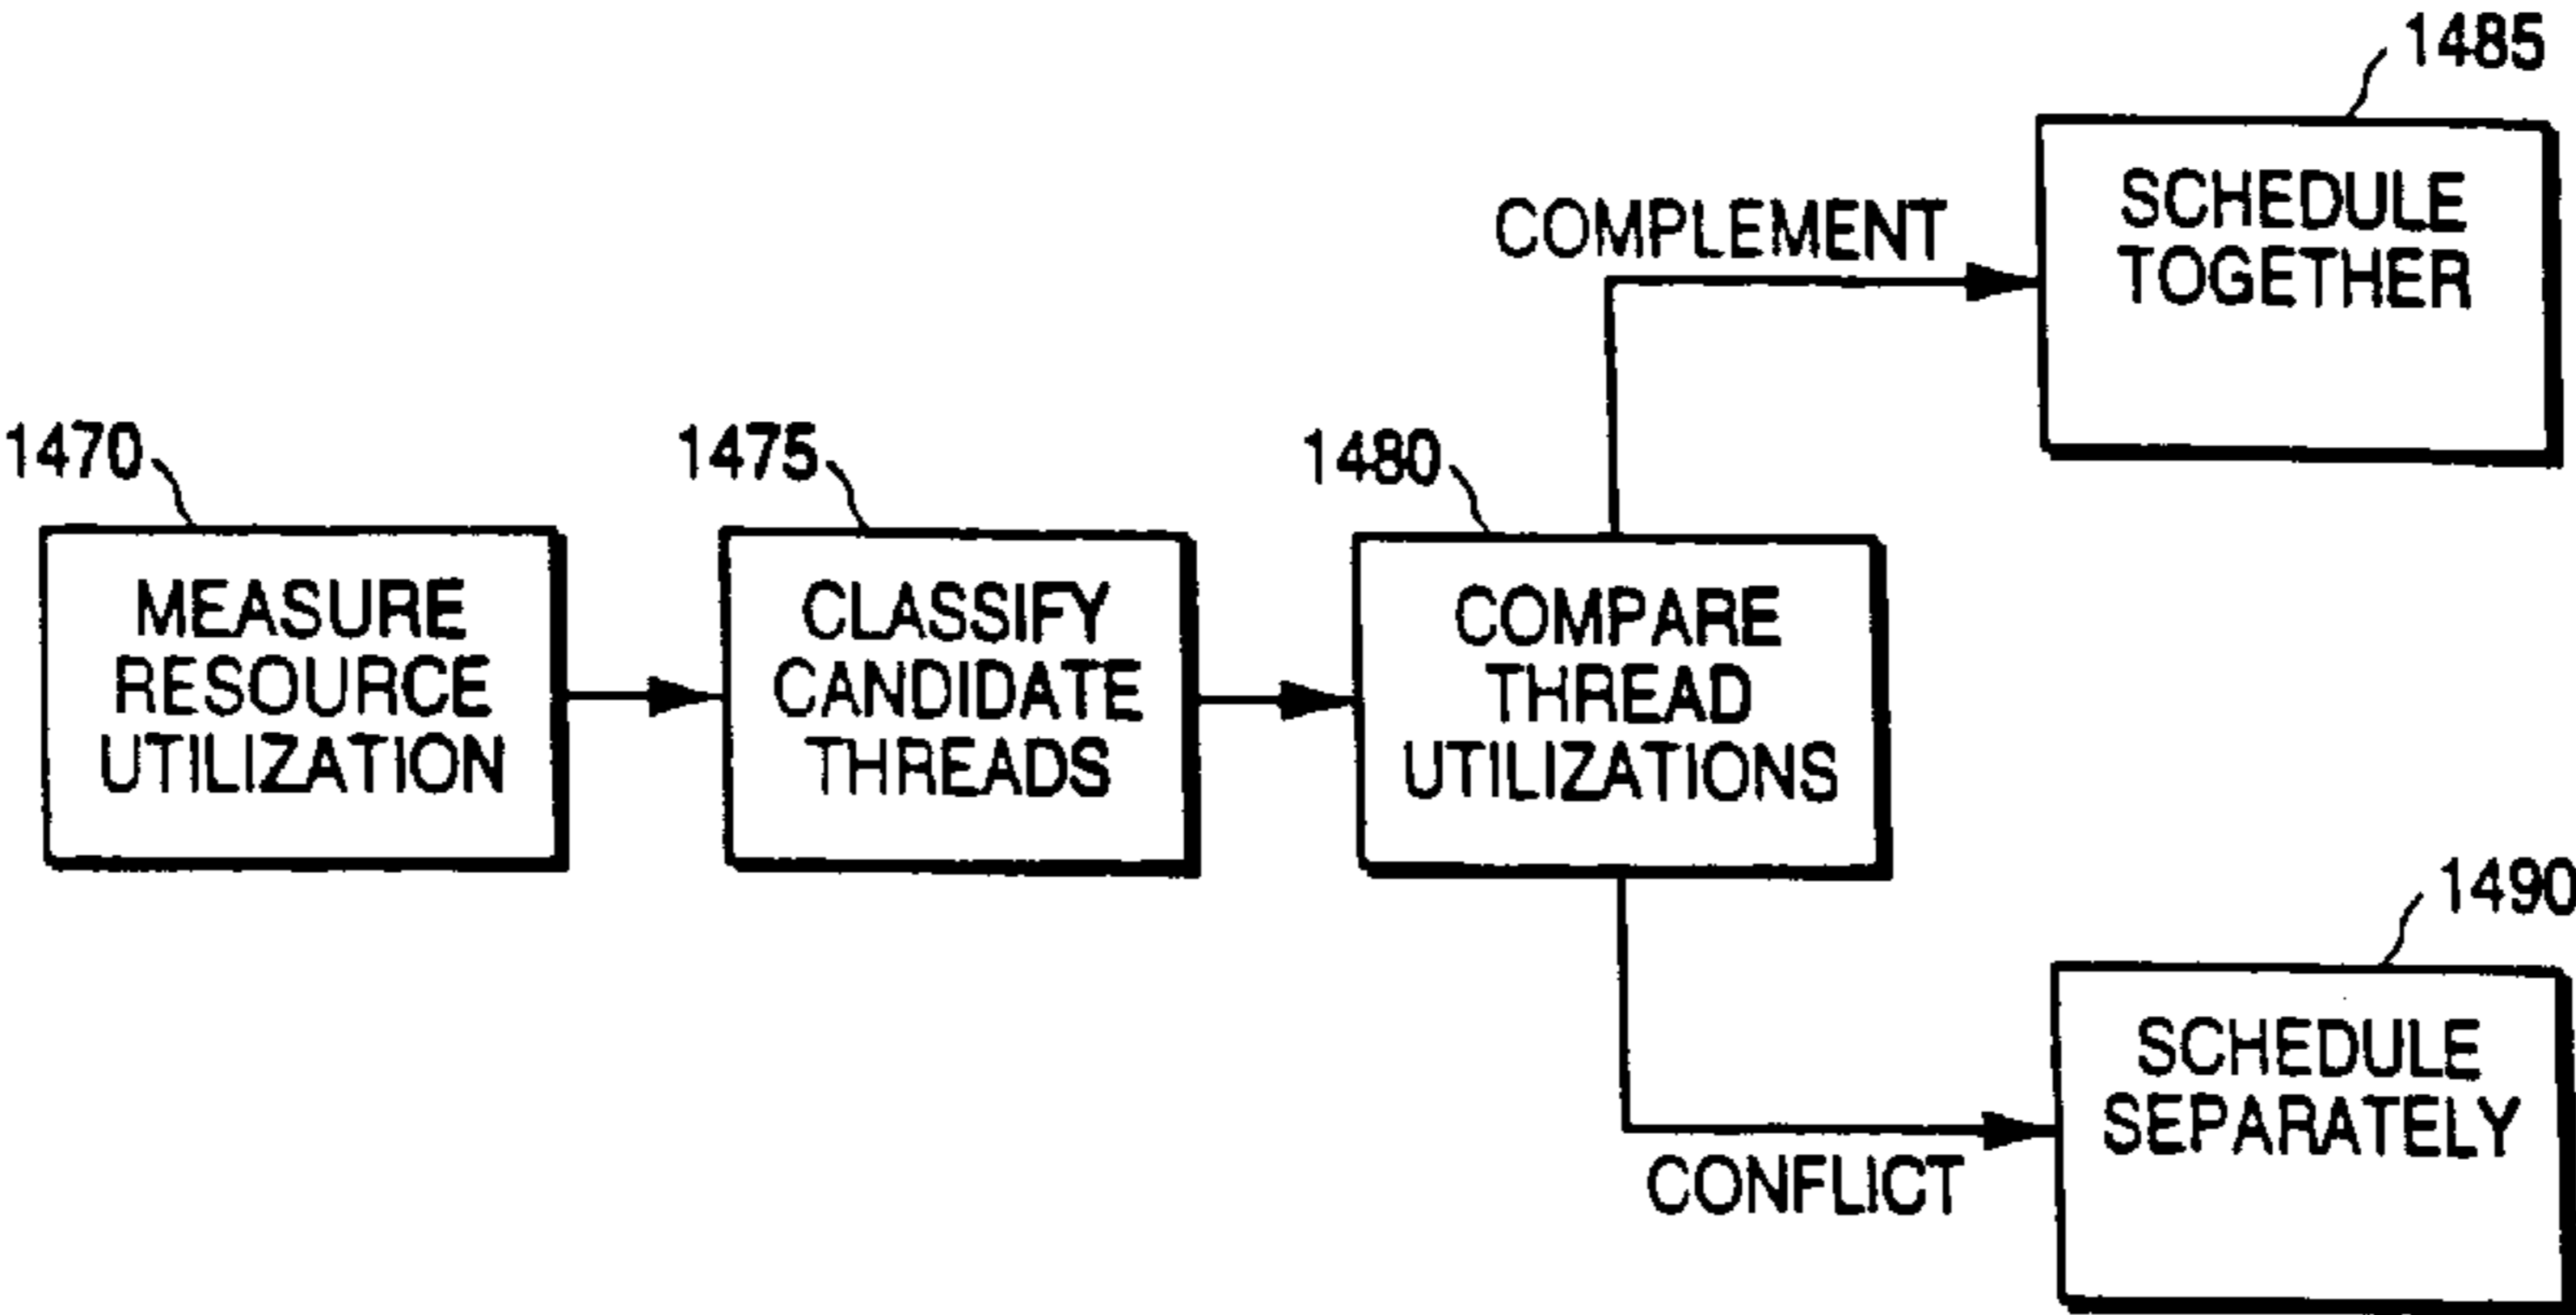 1485
SCHEDULE
TOGETHER
COMPLEMENT
1470
MEASURE
RESOURCE
UTILIZATION
1475
CLASSIFY
CANDIDATE
THREADS
1480
COMPARE
THREAD
UTILIZATIONS
1490
SCHEDULE
SEPARATELY
CONFLICT